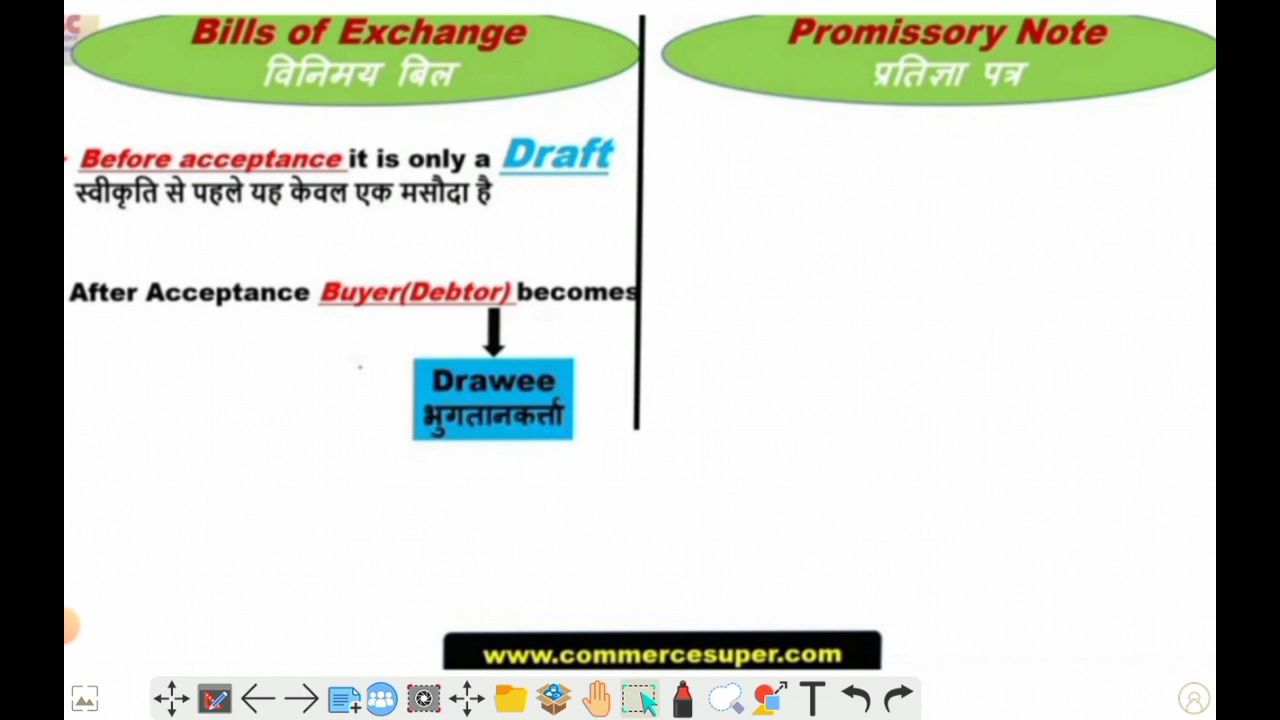 Bills of Exchange
विनिमय बिल
Promissory Note
प्रतिज्ञा पत्र
Before acceptance it is only a Draft
स्वीकृति से पहले यह केवल एक मसौदा है
After Acceptance Buyer(Debtor) becomes
Drawee
भुगतानकर्त्ता
www.commercesuper.com